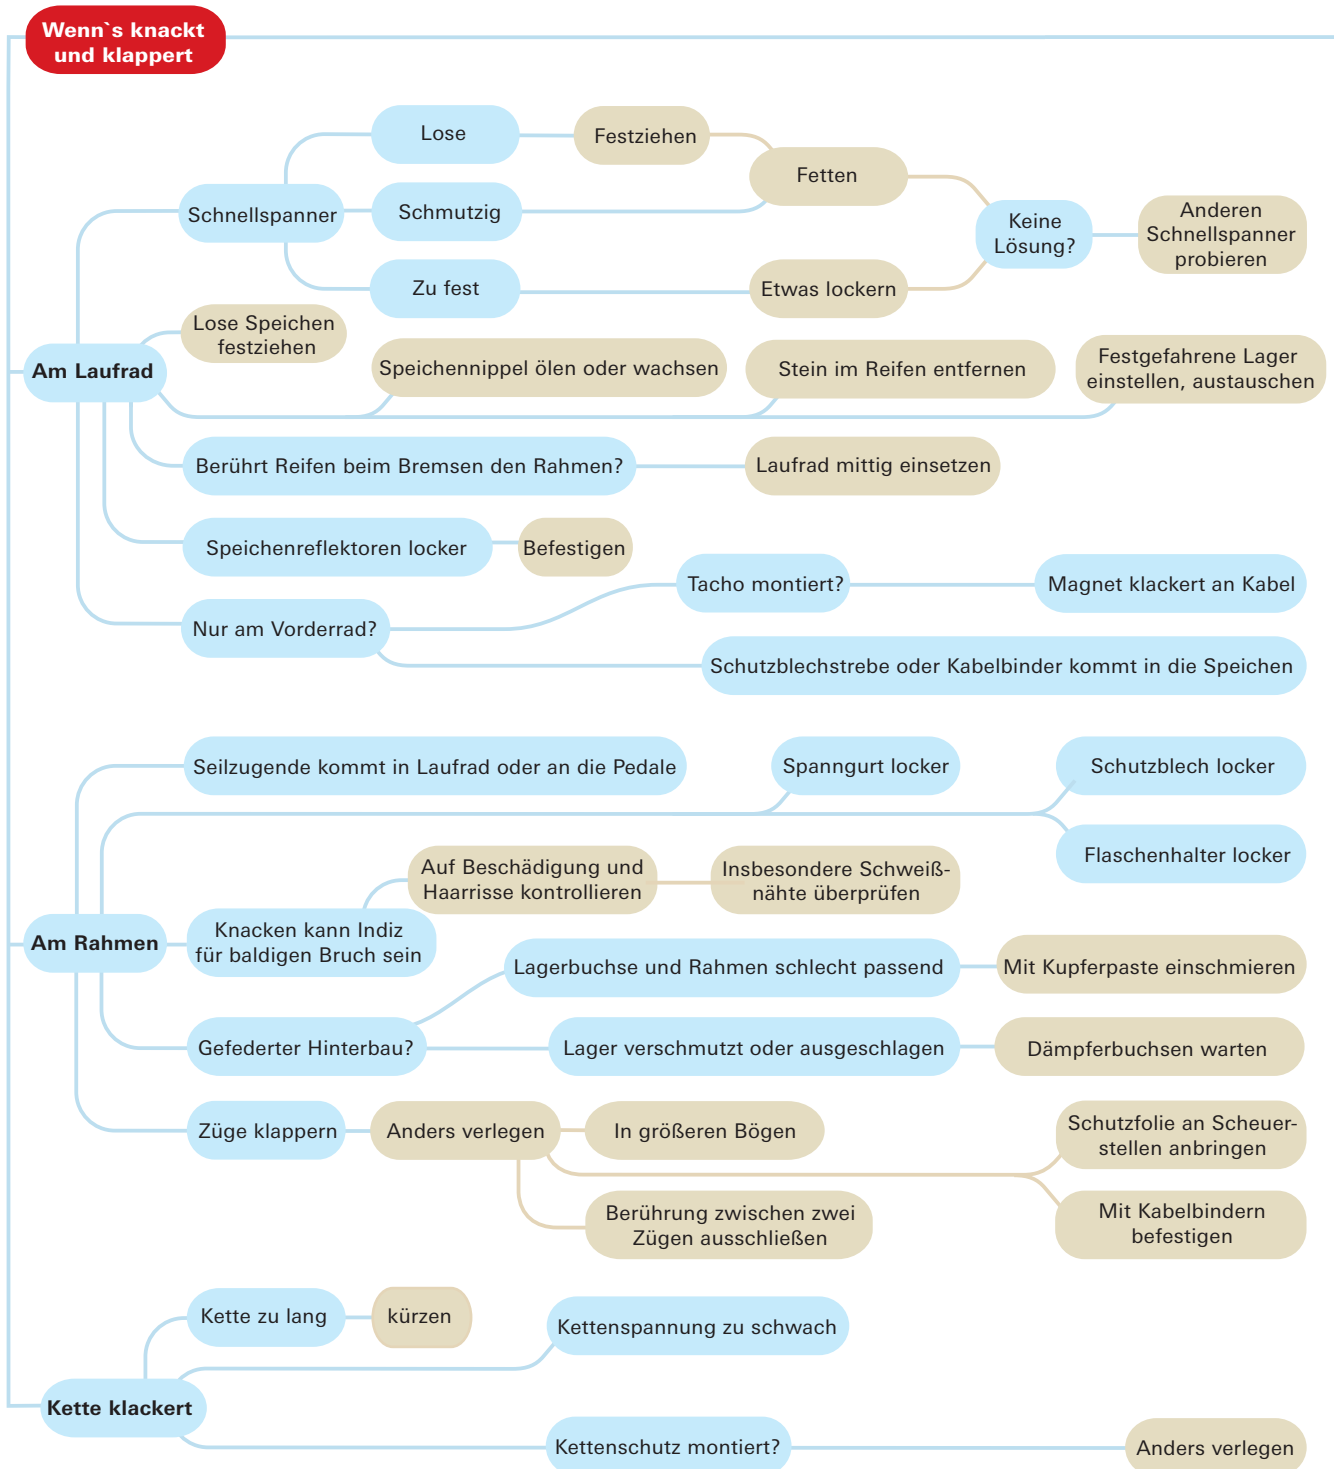 Wenn`s knackt
und klappert
Lose
Festziehen
Fetten
Schnellspanner
Schmutzig
Keine
Lösung?
Anderen
Schnellspanner
probieren
Zu fest
Etwas lockern
Lose Speichen
festziehen
Am Laufrad
Speichennippel ölen oder wachsen
Stein im Reifen entfernen
Festgefahrene Lager
einstellen, austauschen
Berührt Reifen beim Bremsen den Rahmen?
Laufrad mittig einsetzen
Speichenreflektoren locker
Befestigen
Nur am Vorderrad?
Tacho montiert?
Magnet klackert an Kabel
Schutzblechstrebe oder Kabelbinder kommt in die Speichen
Seilzugende kommt in Laufrad oder an die Pedale
Spanngurt locker
Schutzblech locker
Flaschenhalter locker
Auf Beschädigung und
Haarrisse kontrollieren
Insbesondere Schweiß-
nähte überprüfen
Am Rahmen
Knacken kann Indiz
für baldigen Bruch sein
Lagerbuchse und Rahmen schlecht passend
Mit Kupferpaste einschmieren
Gefederter Hinterbau?
Lager verschmutzt oder ausgeschlagen
Dämpferbuchsen warten
Züge klappern
Anders verlegen
In größeren Bögen
Schutzfolie an Scheuer-
stellen anbringen
Berührung zwischen zwei
Zügen ausschließen
Mit Kabelbindern
befestigen
Kette zu lang
kürzen
Kettenspannung zu schwach
Kette klackert
Kettenschutz montiert?
Anders verlegen